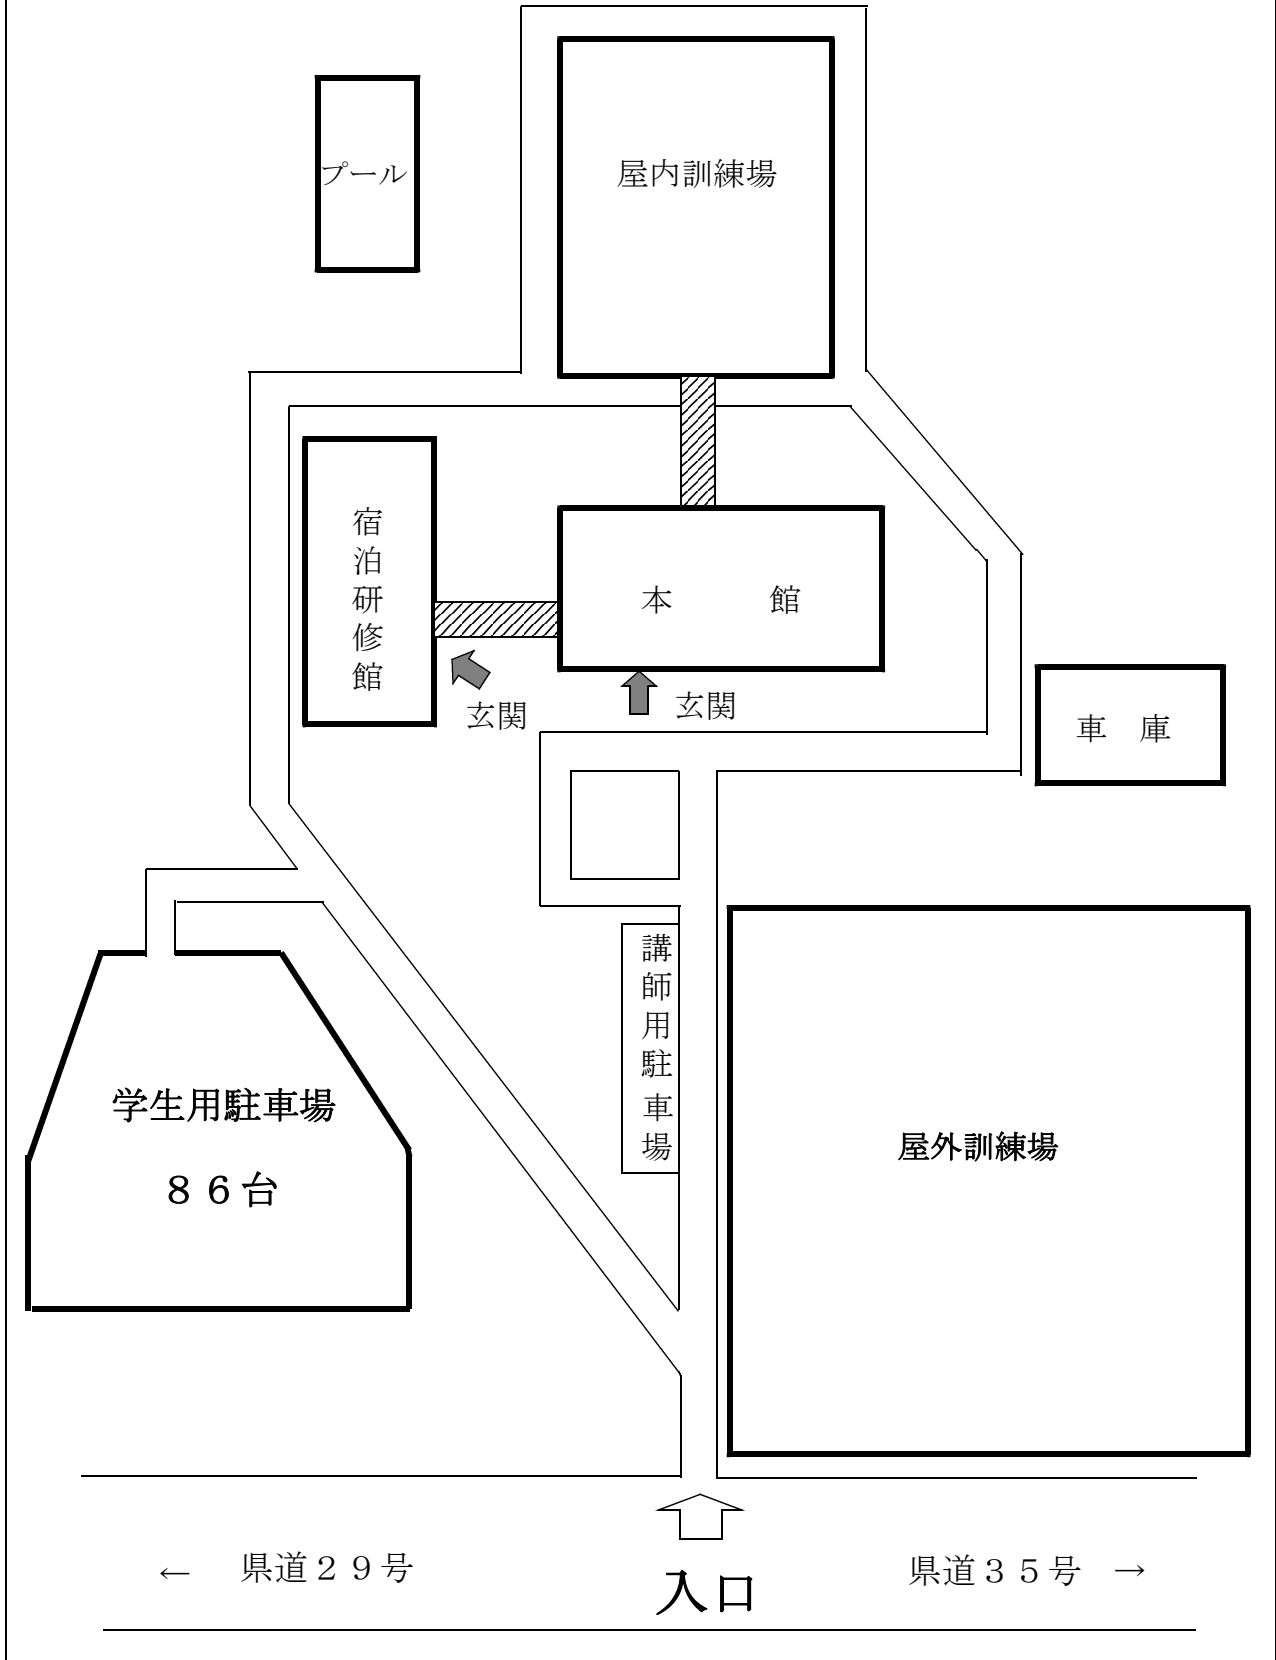 プール
屋内訓練場
宿泊研修館
本　　館
玄関
玄関
車　庫
講師用駐車場
学生用駐車場
８６台
屋外訓練場
←　県道２９号
県道３５号　→
入口